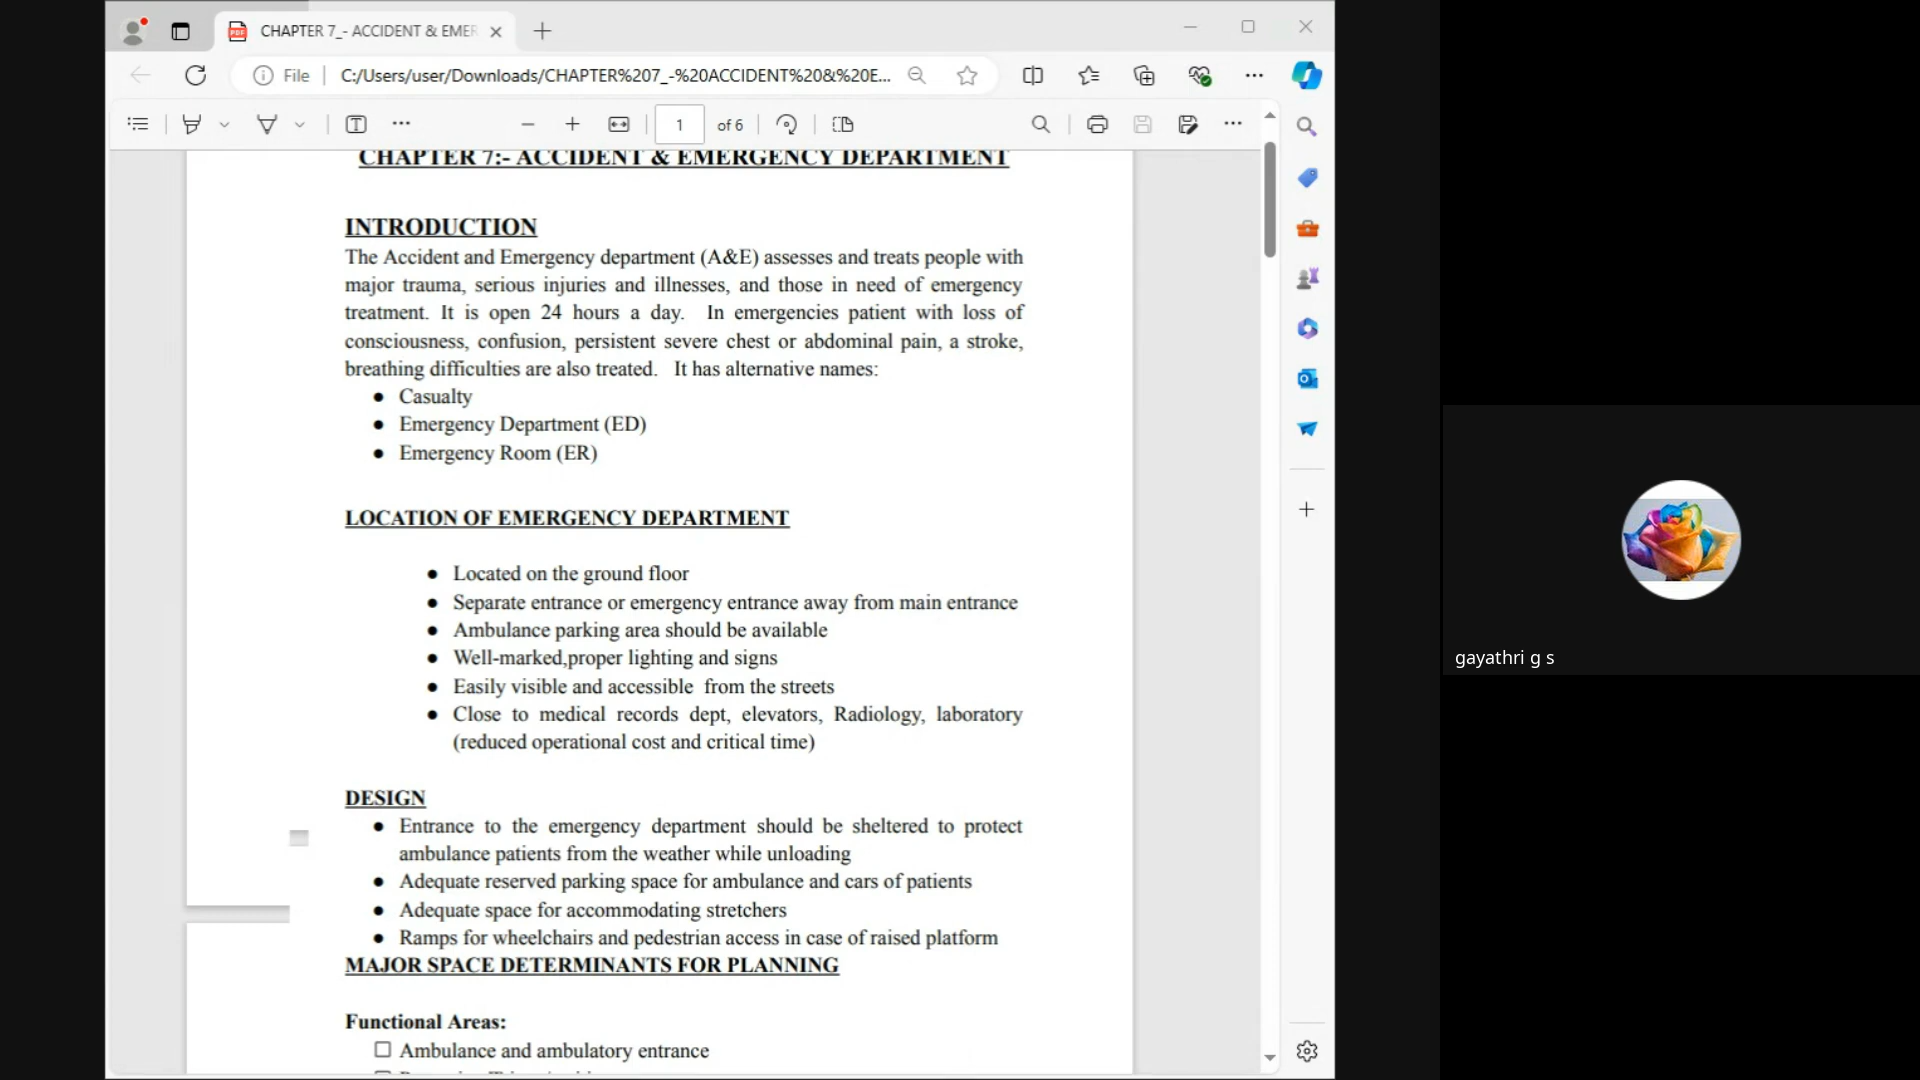 CHAPTER 7_- ACCIDENT & EMER
File
C:/Users/user/Downloads/CHAPTER%207_-%20ACCIDENT%20&%20E...
1 of 6
CHAPTER 7:- ACCIDENT & EMERGENCY DEPARTMENT
INTRODUCTION
The Accident and Emergency department (A&E) assesses and treats people with
major trauma, serious injuries and illnesses, and those in need of emergency
treatment. It is open 24 hours a day. In emergencies patient with loss of
consciousness, confusion, persistent severe chest or abdominal pain, a stroke,
breathing difficulties are also treated. It has alternative names:
● Casualty
● Emergency Department (ED)
● Emergency Room (ER)
LOCATION OF EMERGENCY DEPARTMENT
● Located on the ground floor
● Separate entrance or emergency entrance away from main entrance
● Ambulance parking area should be available
● Well-marked,proper lighting and signs
● Easily visible and accessible from the streets
● Close to medical records dept, elevators, Radiology, laboratory
(reduced operational cost and critical time)
DESIGN
● Entrance to the emergency department should be sheltered to protect
ambulance patients from the weather while unloading
● Adequate reserved parking space for ambulance and cars of patients
● Adequate space for accommodating stretchers
● Ramps for wheelchairs and pedestrian access in case of raised platform
MAJOR SPACE DETERMINANTS FOR PLANNING
Functional Areas:
☐ Ambulance and ambulatory entrance
gayathri g s